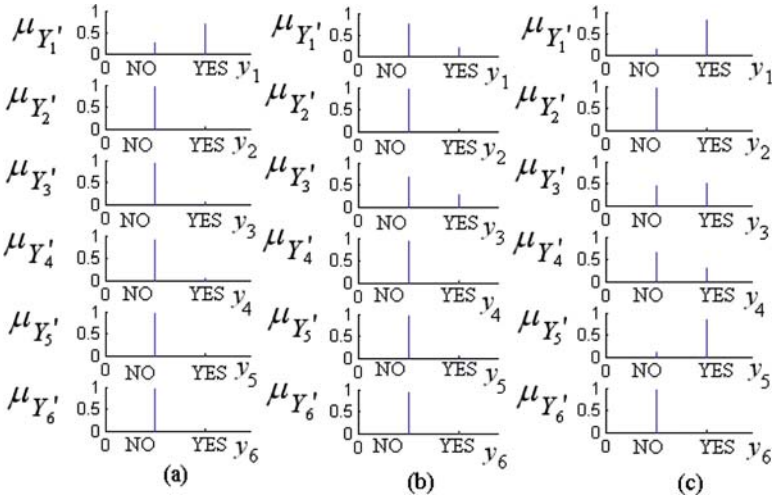 μY1' 1 0.5 0 0 NO YES y1
μY2' 1 0.5 0 0 NO YES y2
μY3' 1 0.5 0 0 NO YES y3
μY4' 1 0.5 0 0 NO YES y4
μY5' 1 0.5 0 0 NO YES y5
μY6' 1 0.5 0 0 NO YES y6
(a)
μY1' 1 0.5 0 0 NO YES y1
μY2' 1 0.5 0 0 NO YES y2
μY3' 1 0.5 0 0 NO YES y3
μY4' 1 0.5 0 0 NO YES y4
μY5' 1 0.5 0 0 NO YES y5
μY6' 1 0.5 0 0 NO YES y6
(b)
μY1' 1 0.5 0 0 NO YES y1
μY2' 1 0.5 0 0 NO YES y2
μY3' 1 0.5 0 0 NO YES y3
μY4' 1 0.5 0 0 NO YES y4
μY5' 1 0.5 0 0 NO YES y5
μY6' 1 0.5 0 0 NO YES y6
(c)